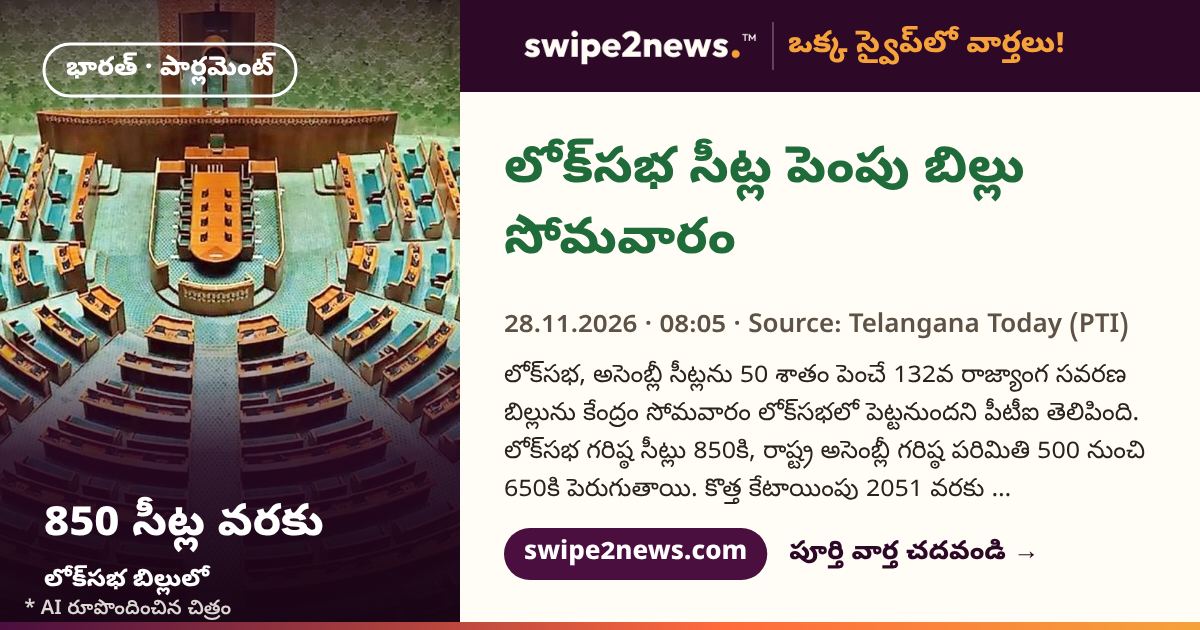 భారత్ · పార్లమెంట్
850 సీట్ల వరకు
లోక్‌సభ బిల్లులో
* AI రూపొందించిన చిత్రం
swipe2news.™ ఒక్క స్వైప్‌లో వార్తలు!
లోక్‌సభ సీట్ల పెంపు బిల్లు
సోమవారం
28.11.2026 · 08:05 · Source: Telangana Today (PTI)
లోక్‌సభ, అసెంబ్లీ సీట్లను 50 శాతం పెంచే 132వ రాజ్యాంగ సవరణ
బిల్లును కేంద్రం సోమవారం లోక్‌సభలో పెట్టనుందని పీటీఐ తెలిపింది.
లోక్‌సభ గరిష్ఠ సీట్లు 850కి, రాష్ట్ర అసెంబ్లీ గరిష్ఠ పరిమితి 500 నుంచి
650కి పెరుగుతాయి. కొత్త కేటాయింపు 2051 వరకు ...
swipe2news.com పూర్తి వార్త చదవండి →